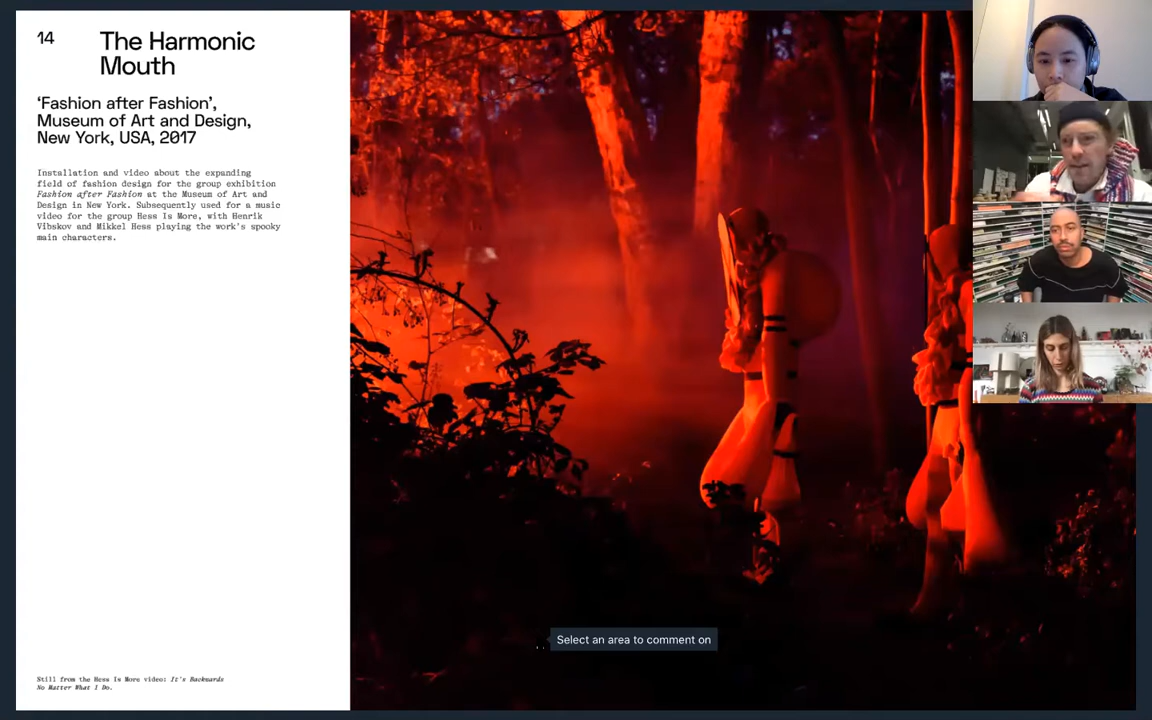 14
The Harmonic
Mouth
‘Fashion after Fashion’,
Museum of Art and Design,
New York, USA, 2017
Installation and video about the expanding
field of fashion design for the group exhibition
Fashion after Fashion at the Museum of Art and
Design in New York. Subsequently used for a music
video for the group Hess Is More, with Henrik
Vibskov and Mikkel Hess playing the work's spooky
main characters.
Select an area to comment on
Still from the Hess Is More video: It's Backwards
No Matter What I Do.